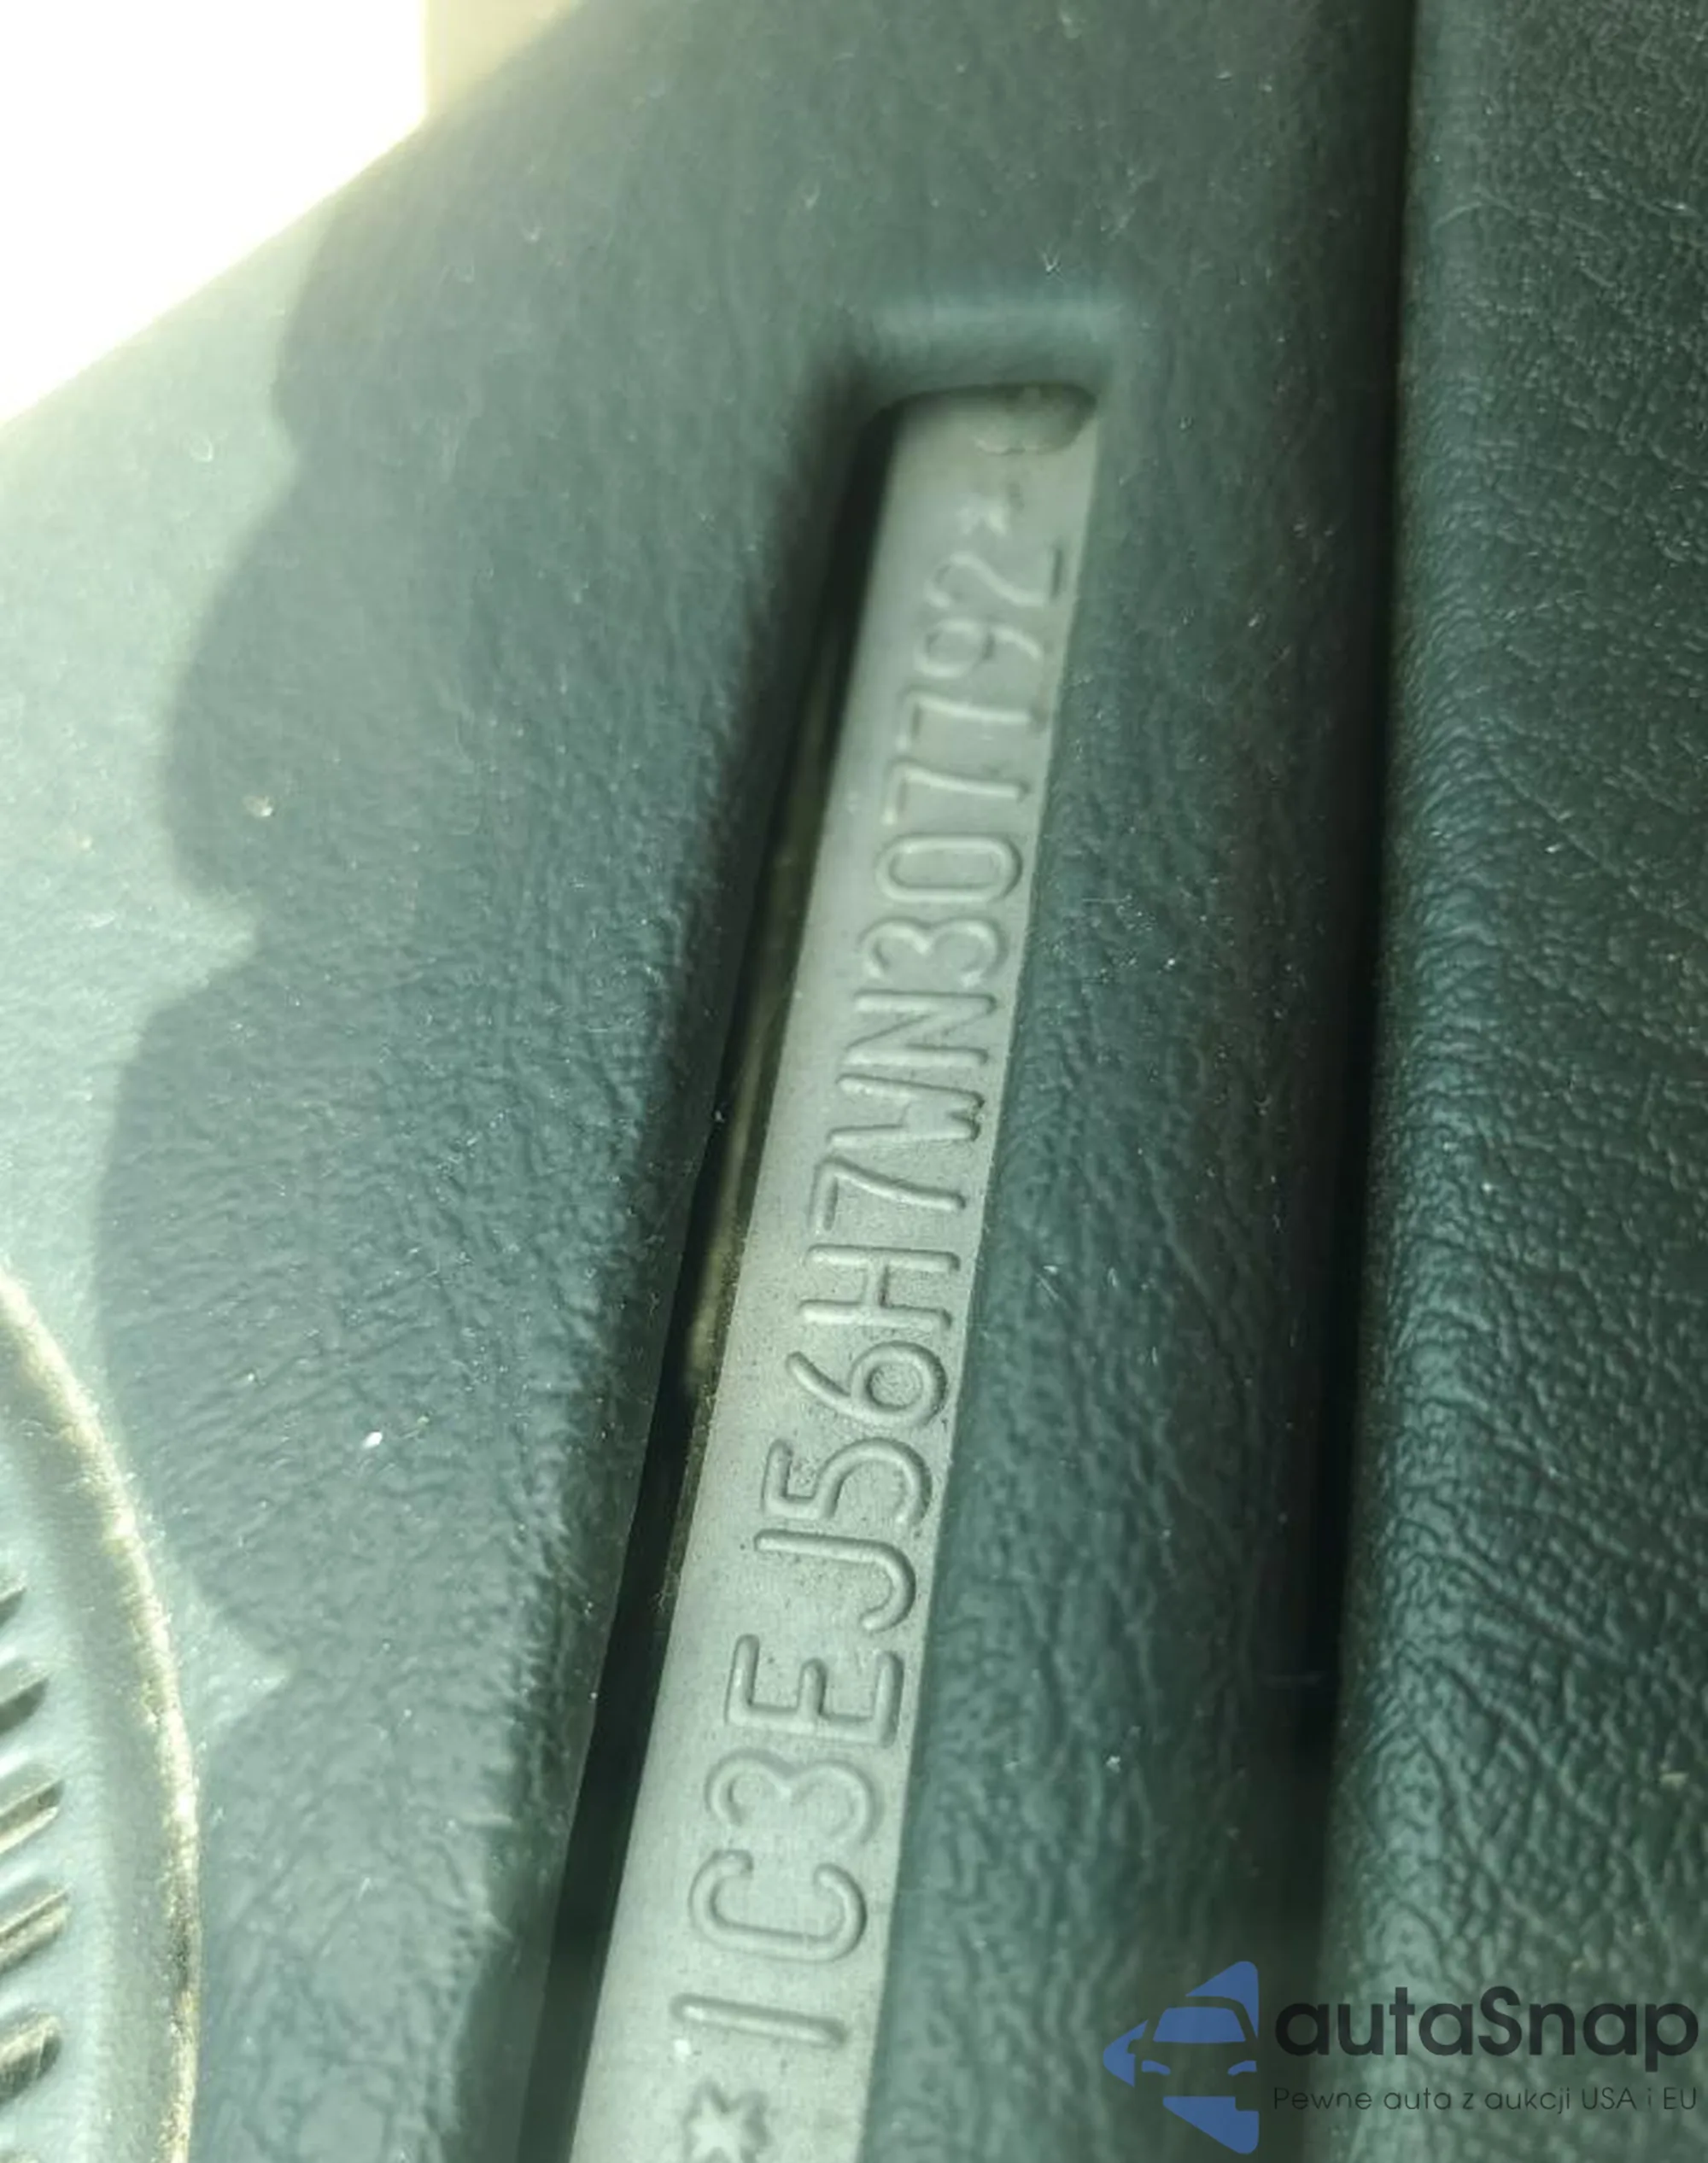 *1C3EJ56H7WN307792*
autaSnap
Pewne auta z aukcji USA i EU